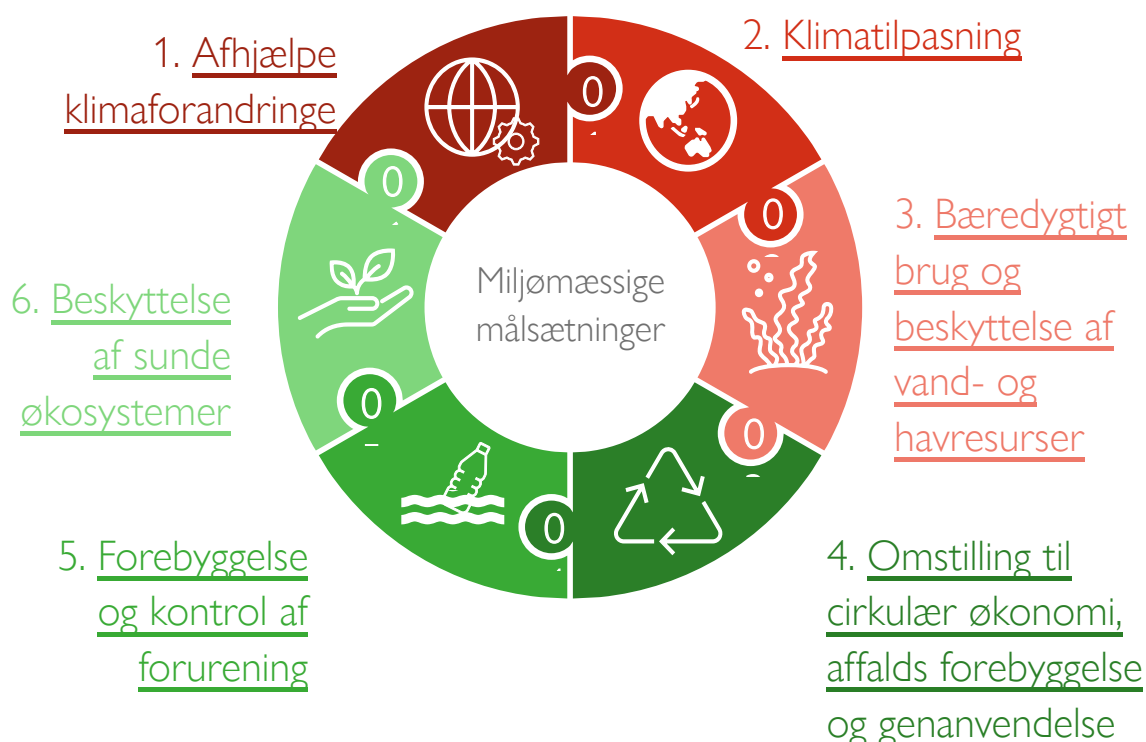 1. Afhjælpe
klimaforandringe
2. Klimatilpasning
3. Bæredygtigt
brug og
beskyttelse af
vand- og
havresurser
4. Omstilling til
cirkulær økonomi,
affalds forebyggelse
og genanvendelse
5. Forebyggelse
og kontrol af
forurening
6. Beskyttelse
af sunde
økosystemer
Miljømæssige
målsætninger
0
0
0
0
0
0